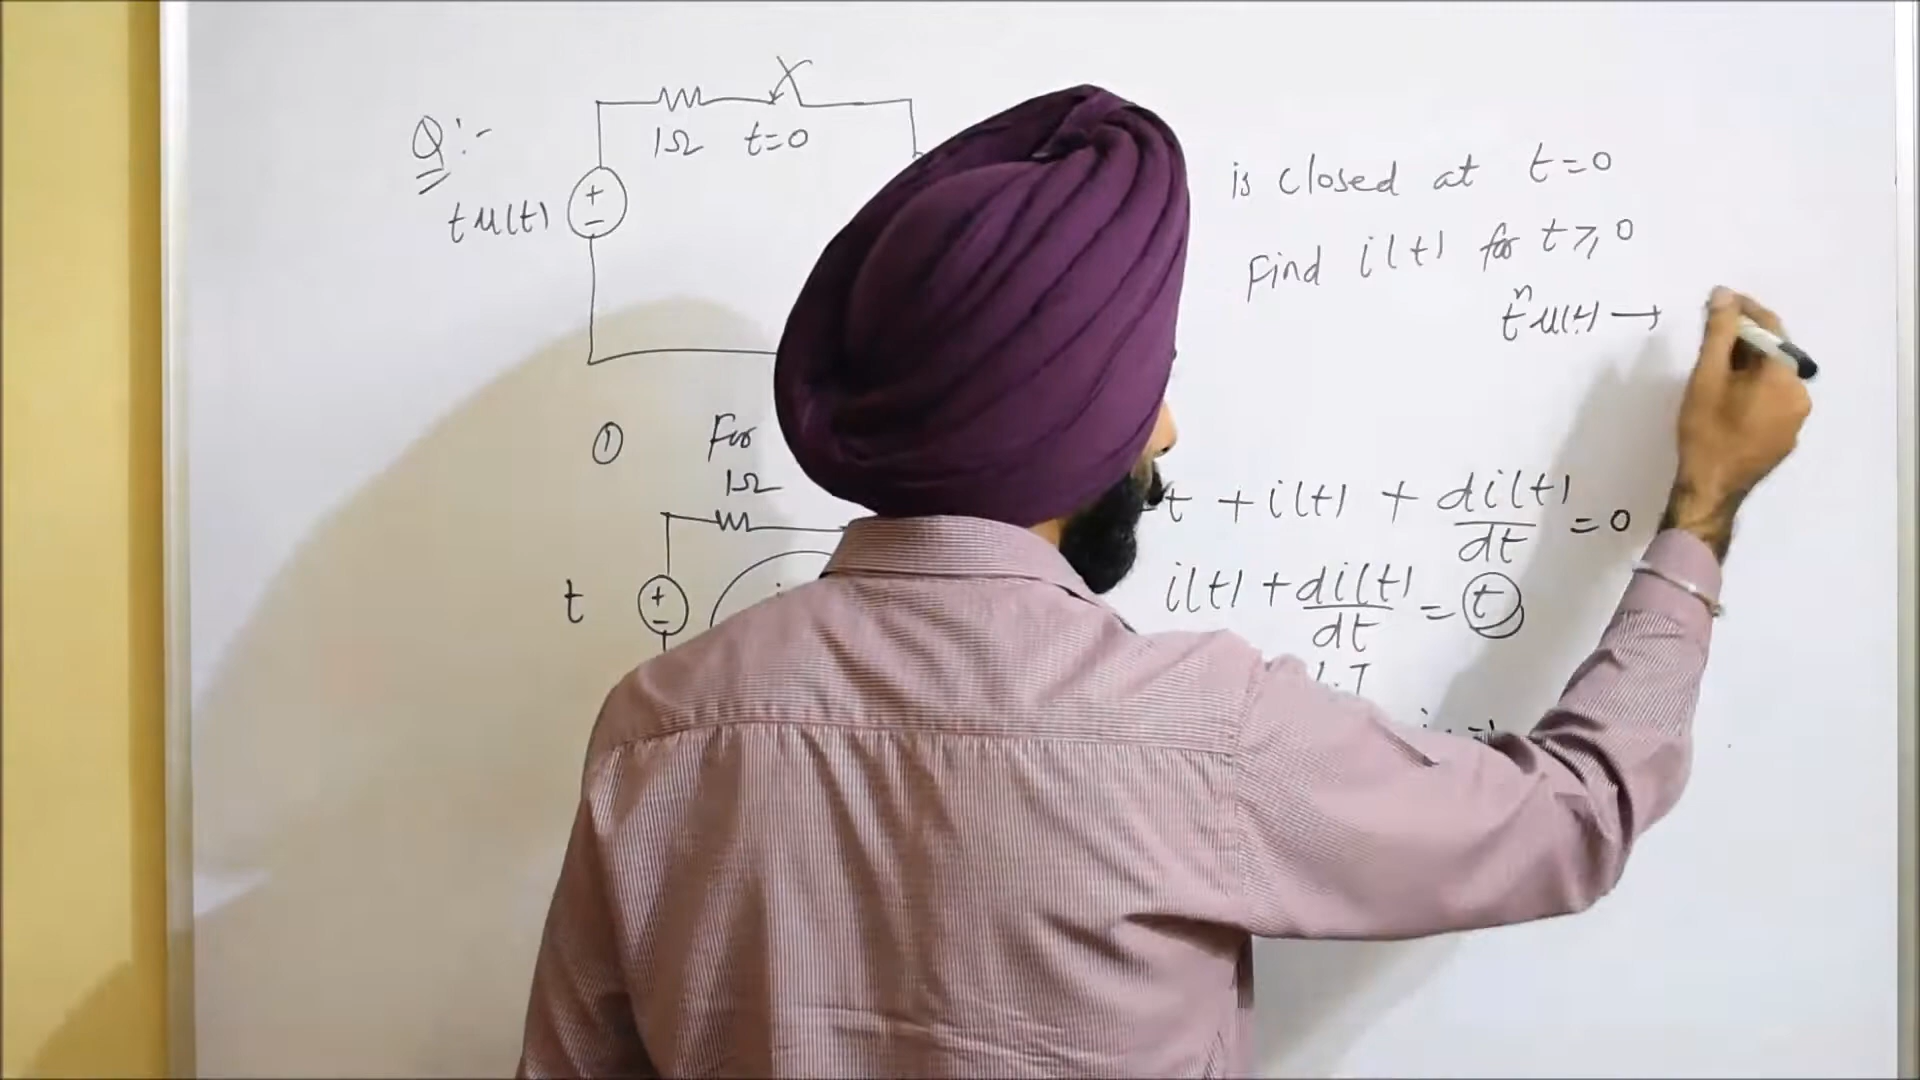 Q:-
1Ω t=0
+
-
tu(t)
is closed at t=0
Find i(t) for t≥0
tⁿu(t) →
① For
1Ω
t + -
-t + i(t) + di(t)/dt = 0
i(t) + di(t)/dt = t
L.T